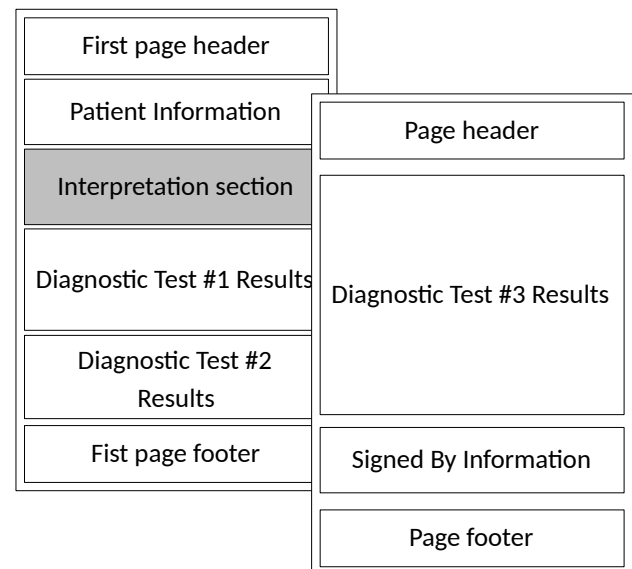 First page header
Patient Information
Interpretation section
Diagnostic Test #1 Results
Diagnostic Test #2
Results
Fist page footer
Page header
Diagnostic Test #3 Results
Signed By Information
Page footer